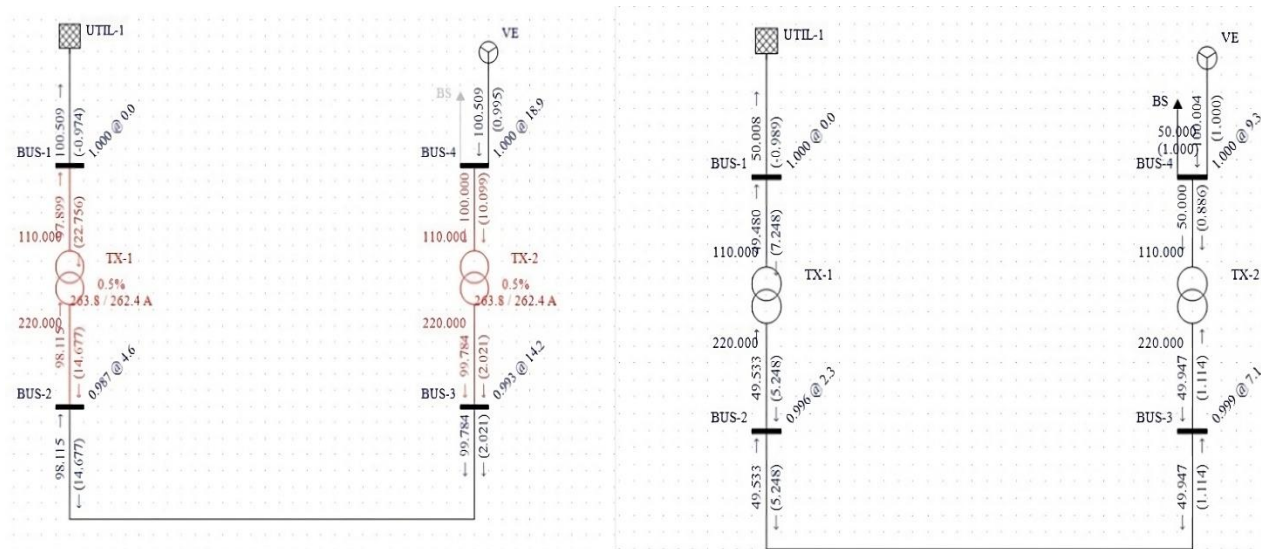 UTIL-1
VE
BS
100.509
(-0.974)
1.000 @ 0.0
100.509
(0.995)
1.000 @ 18.9
BUS-1
BUS-4
(22.756)
100.000
(10.099)
110.000
110.000
TX-1
TX-2
0.5%
263.8 / 262.4 A
0.5%
263.8 / 262.4 A
220.000
220.000
98.115
(14.677)
99.784
(2.021)
0.987 @ 4.6
0.993 @ 14.2
BUS-2
BUS-3
98.115
(14.677)
99.784
(2.021)
UTIL-1
VE
BS
50.008
(-0.989)
1.000 @ 0.0
50.000
(1.000)
100.004
(1.000)
1.000 @ 9.3
BUS-1
BUS-4
49.480
(7.248)
50.000
(0.886)
110.000
110.000
TX-1
TX-2
220.000
220.000
49.533
(5.248)
49.947
(1.114)
0.996 @ 2.3
0.999 @ 7.1
BUS-2
BUS-3
49.533
(5.248)
49.947
(1.114)